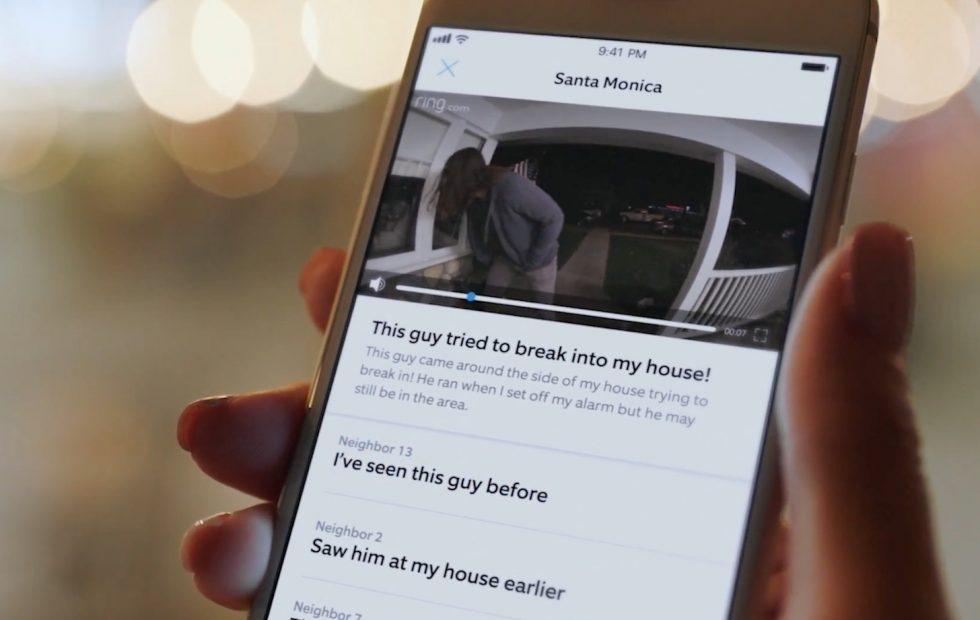 9:41 PM
Santa Monica
ring.com
00:07
This guy tried to break into my house!
This guy came around the side of my house trying to
break in! He ran when I set off my alarm but he may
still be in the area.
Neighbor 13
I've seen this guy before
Neighbor 2
Saw him at my house earlier
Neighbor 7